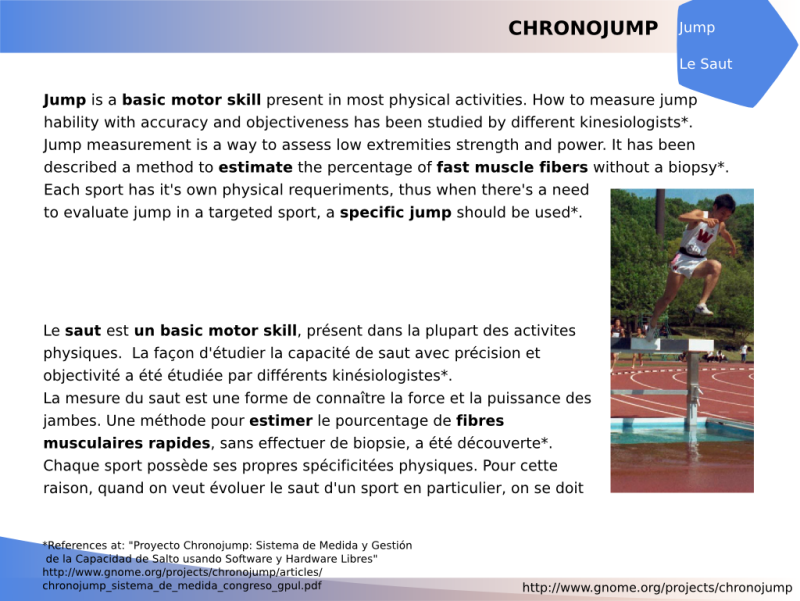 CHRONOJUMP
Jump
Le Saut
Jump is a basic motor skill present in most physical activities. How to measure jump
hability with accuracy and objectiveness has been studied by different kinesiologists*.
Jump measurement is a way to assess low extremities strength and power. It has been
described a method to estimate the percentage of fast muscle fibers without a biopsy*.
Each sport has it's own physical requeriments, thus when there's a need
to evaluate jump in a targeted sport, a specific jump should be used*.
W
Le saut est un basic motor skill, présent dans la plupart des activites
physiques.  La façon d'étudier la capacité de saut avec précision et
objectivité a été étudiée par différents kinésiologistes*.
La mesure du saut est une forme de connaître la force et la puissance des
jambes. Une méthode pour estimer le pourcentage de fibres
musculaires rapides, sans effectuer de biopsie, a été découverte*.
Chaque sport possède ses propres spécificitées physiques. Pour cette
raison, quand on veut évoluer le saut d'un sport en particulier, on se doit
*References at: "Proyecto Chronojump: Sistema de Medida y Gestión
de la Capacidad de Salto usando Software y Hardware Libres"
http://www.gnome.org/projects/chronojump/articles/
chronojump_sistema_de_medida_congreso_gpul.pdf
http://www.gnome.org/projects/chronojump